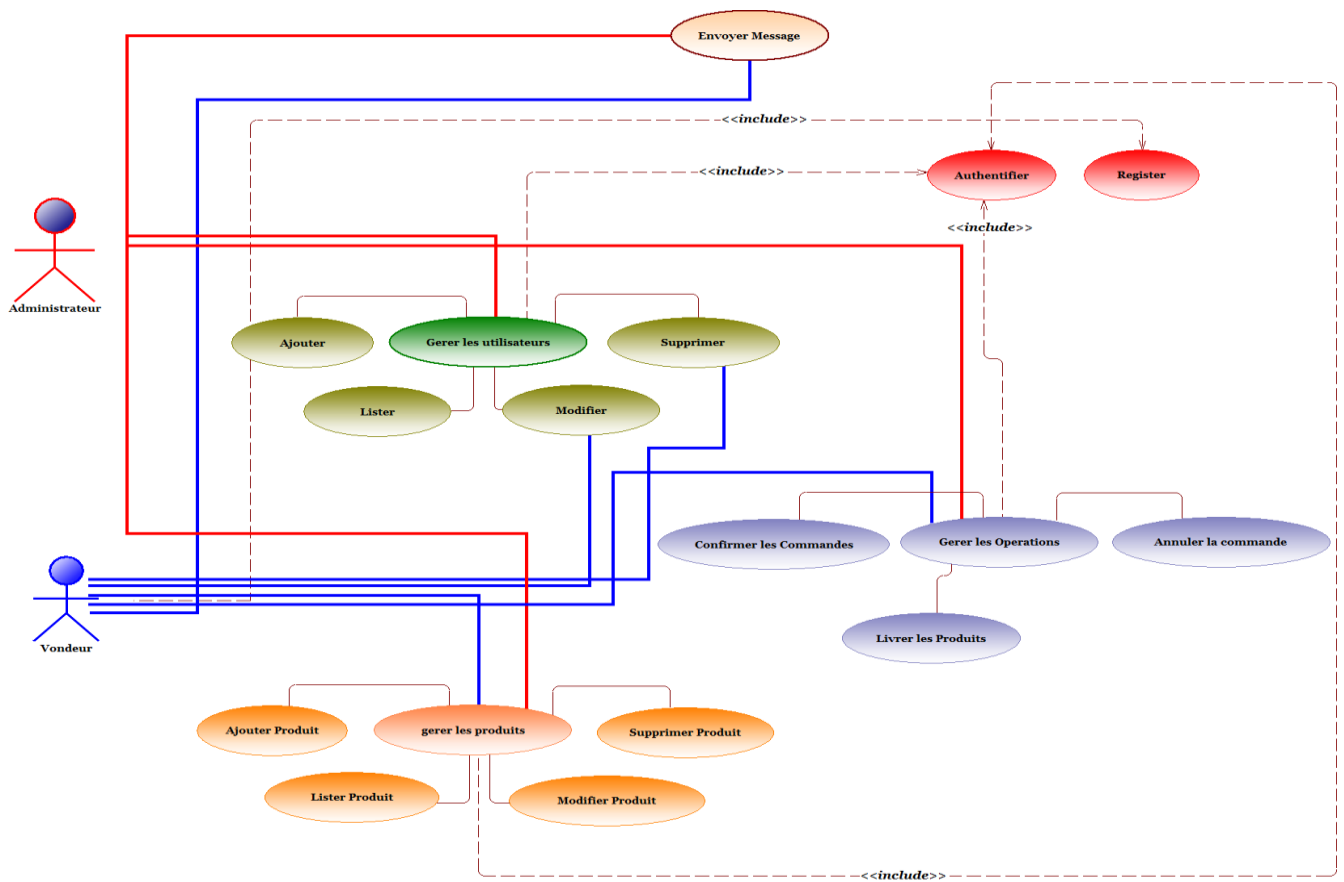 Envoyer Message
<<include>>
<<include>>
Authentifier
Register
<<include>>
Administrateur
Ajouter
Gerer les utilisateurs
Supprimer
Lister
Modifier
Confirmer les Commandes
Gerer les Operations
Annuler la commande
Livrer les Produits
Vondeur
Ajouter Produit
gerer les produits
Supprimer Produit
Lister Produit
Modifier Produit
<<include>>